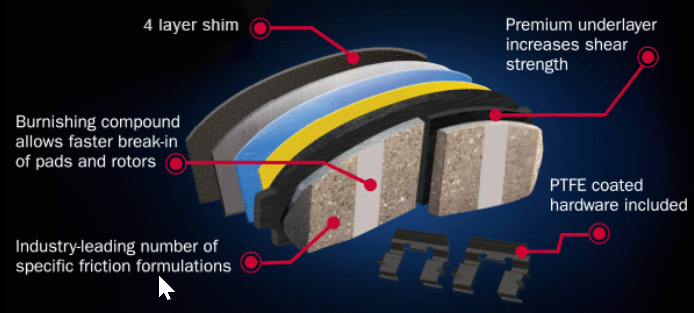 4 layer shim
Premium underlayer
increases shear
strength
Burnishing compound
allows faster break-in
of pads and rotors
PTFE coated
hardware included
Industry-leading number of
specific friction formulations